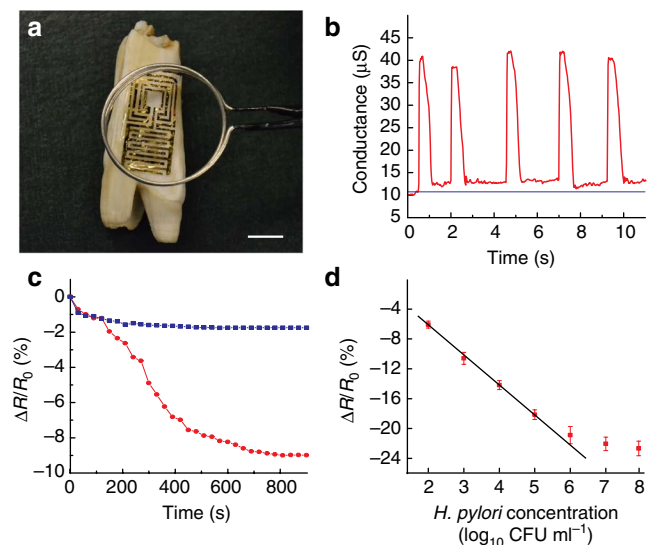 a
b
Conductance (µS)
45
40
35
30
25
20
15
10
5
0 2 4 6 8 10
Time (s)
c
ΔR/R0 (%)
0
−2
−4
−6
−8
−10
0 200 400 600 800
Time (s)
d
ΔR/R0 (%)
−4
−8
−12
−16
−20
−24
2 3 4 5 6 7 8
H. pylori concentration
(log10 CFU ml−1)